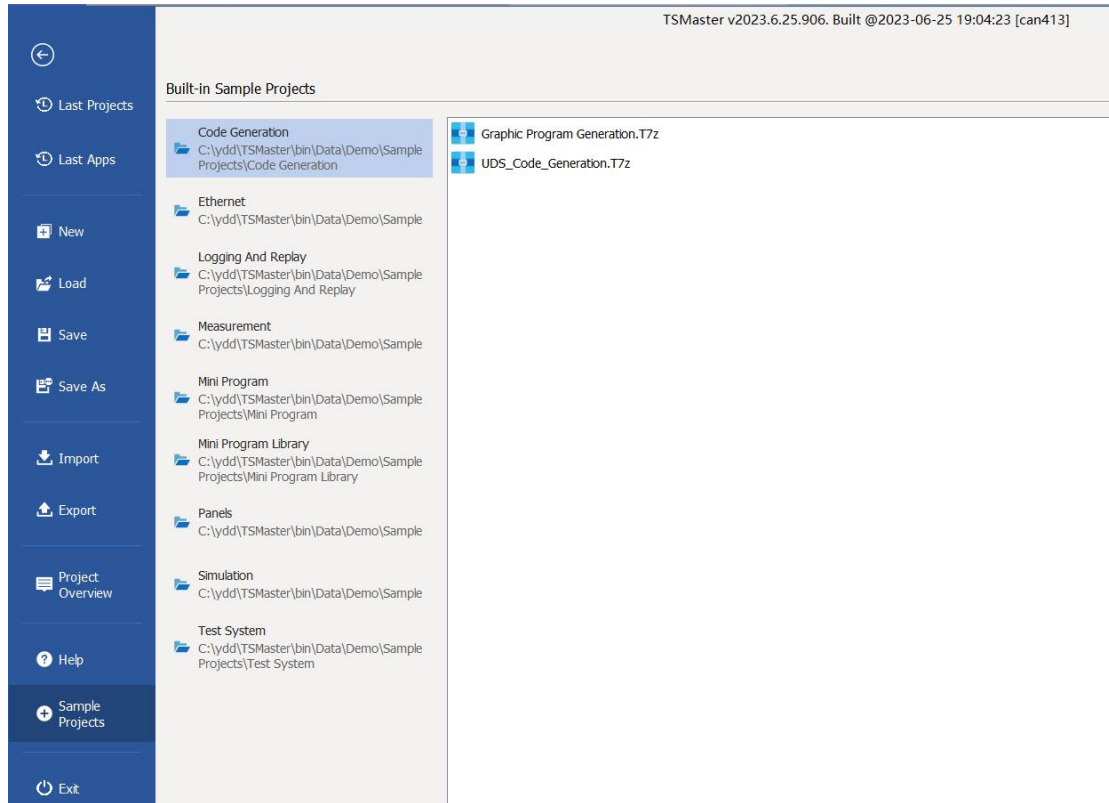 TSMaster v2023.6.25.906. Built @2023-06-25 19:04:23 [can413]
Last Projects
Last Apps
New
Load
Save
Save As
Import
Export
Project
Overview
Help
Sample
Projects
Exit
Built-in Sample Projects
Code Generation
C:\ydd\TSMaster\bin\Data\Demo\Sample
Projects\Code Generation
Ethernet
C:\ydd\TSMaster\bin\Data\Demo\Sample
Logging And Replay
C:\ydd\TSMaster\bin\Data\Demo\Sample
Projects\Logging And Replay
Measurement
C:\ydd\TSMaster\bin\Data\Demo\Sample
Mini Program
C:\ydd\TSMaster\bin\Data\Demo\Sample
Projects\Mini Program
Mini Program Library
C:\ydd\TSMaster\bin\Data\Demo\Sample
Projects\Mini Program Library
Panels
C:\ydd\TSMaster\bin\Data\Demo\Sample
Simulation
C:\ydd\TSMaster\bin\Data\Demo\Sample
Test System
C:\ydd\TSMaster\bin\Data\Demo\Sample
Projects\Test System
Graphic Program Generation.T7z
UDS_Code_Generation.T7z